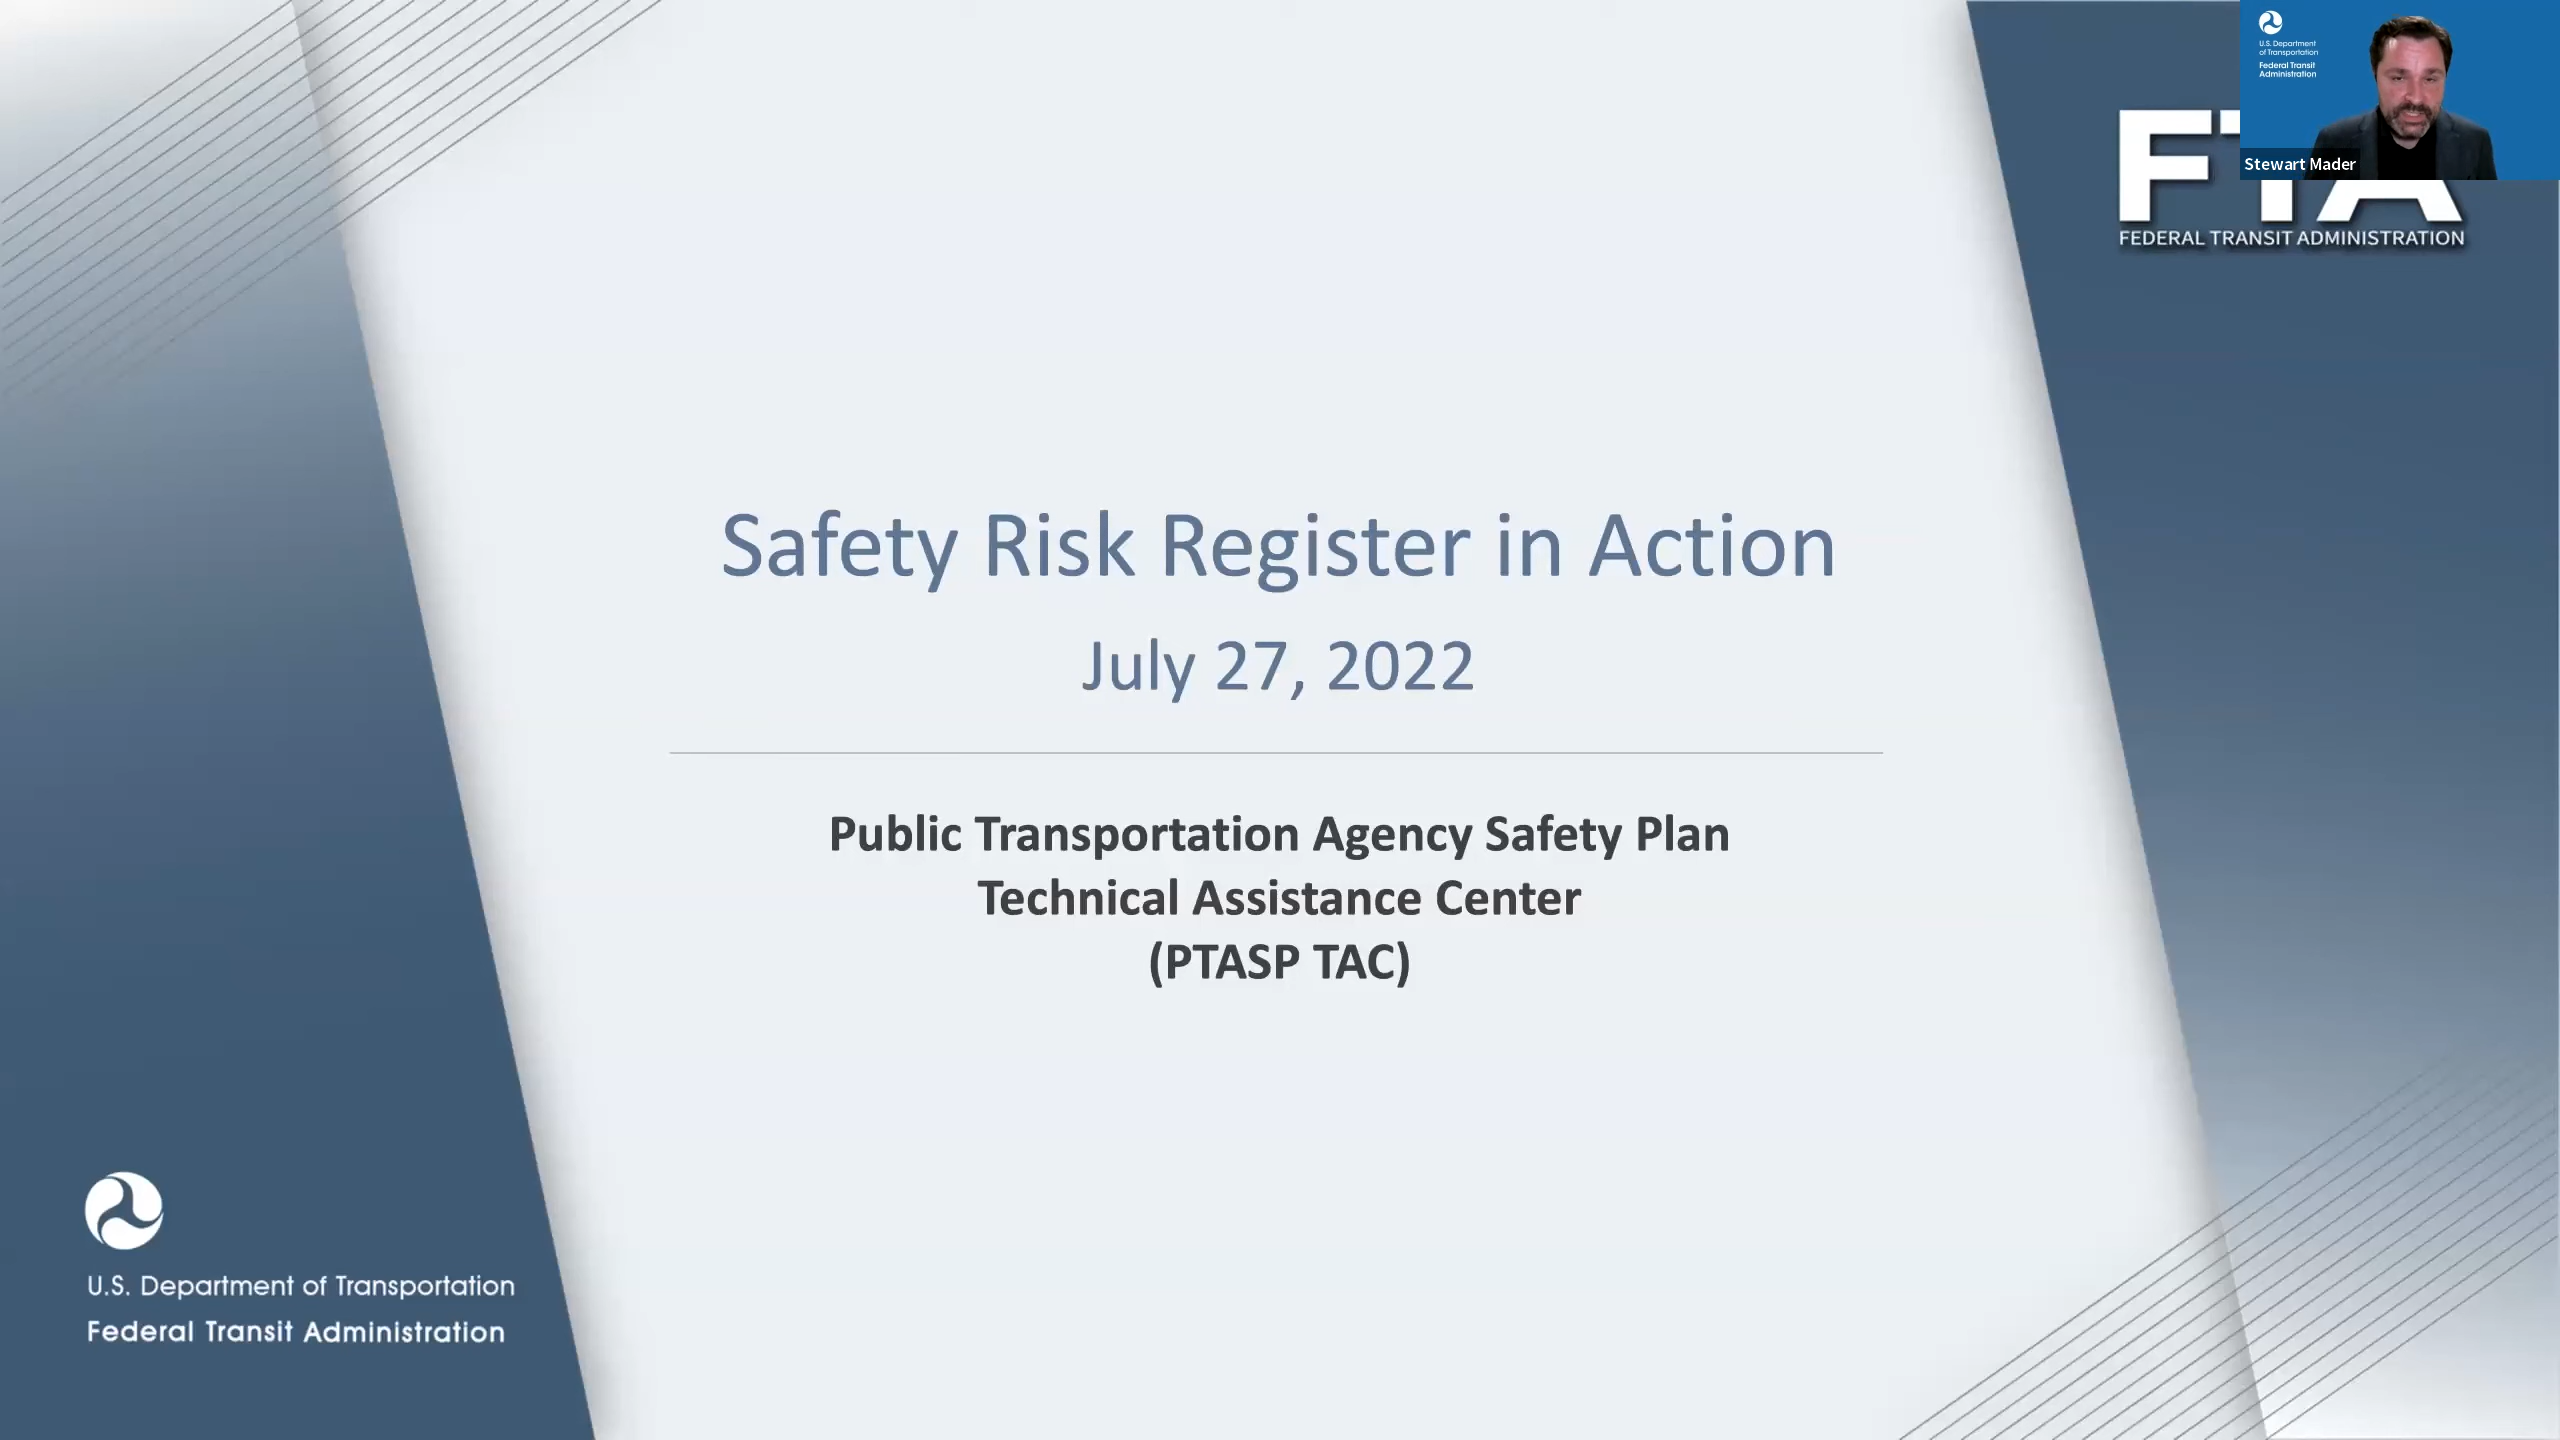 U.S. Department
of Transportation
Federal Transit
Administration
Stewart Mader
FTA
FEDERAL TRANSIT ADMINISTRATION
Safety Risk Register in Action
July 27, 2022
Public Transportation Agency Safety Plan
Technical Assistance Center
(PTASP TAC)
U.S. Department of Transportation
Federal Transit Administration